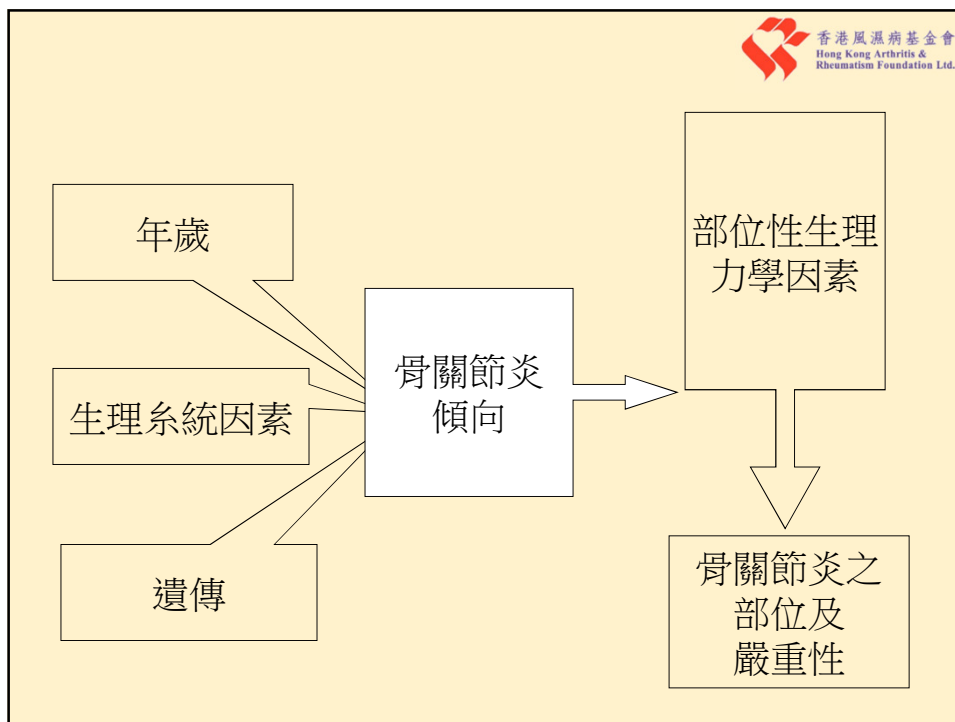 香港風濕病基金會
Hong Kong Arthritis &
Rheumatism Foundation Ltd.
年歲
生理糸統因素
遺傳
骨關節炎
傾向
部位性生理
力學因素
骨關節炎之
部位及
嚴重性